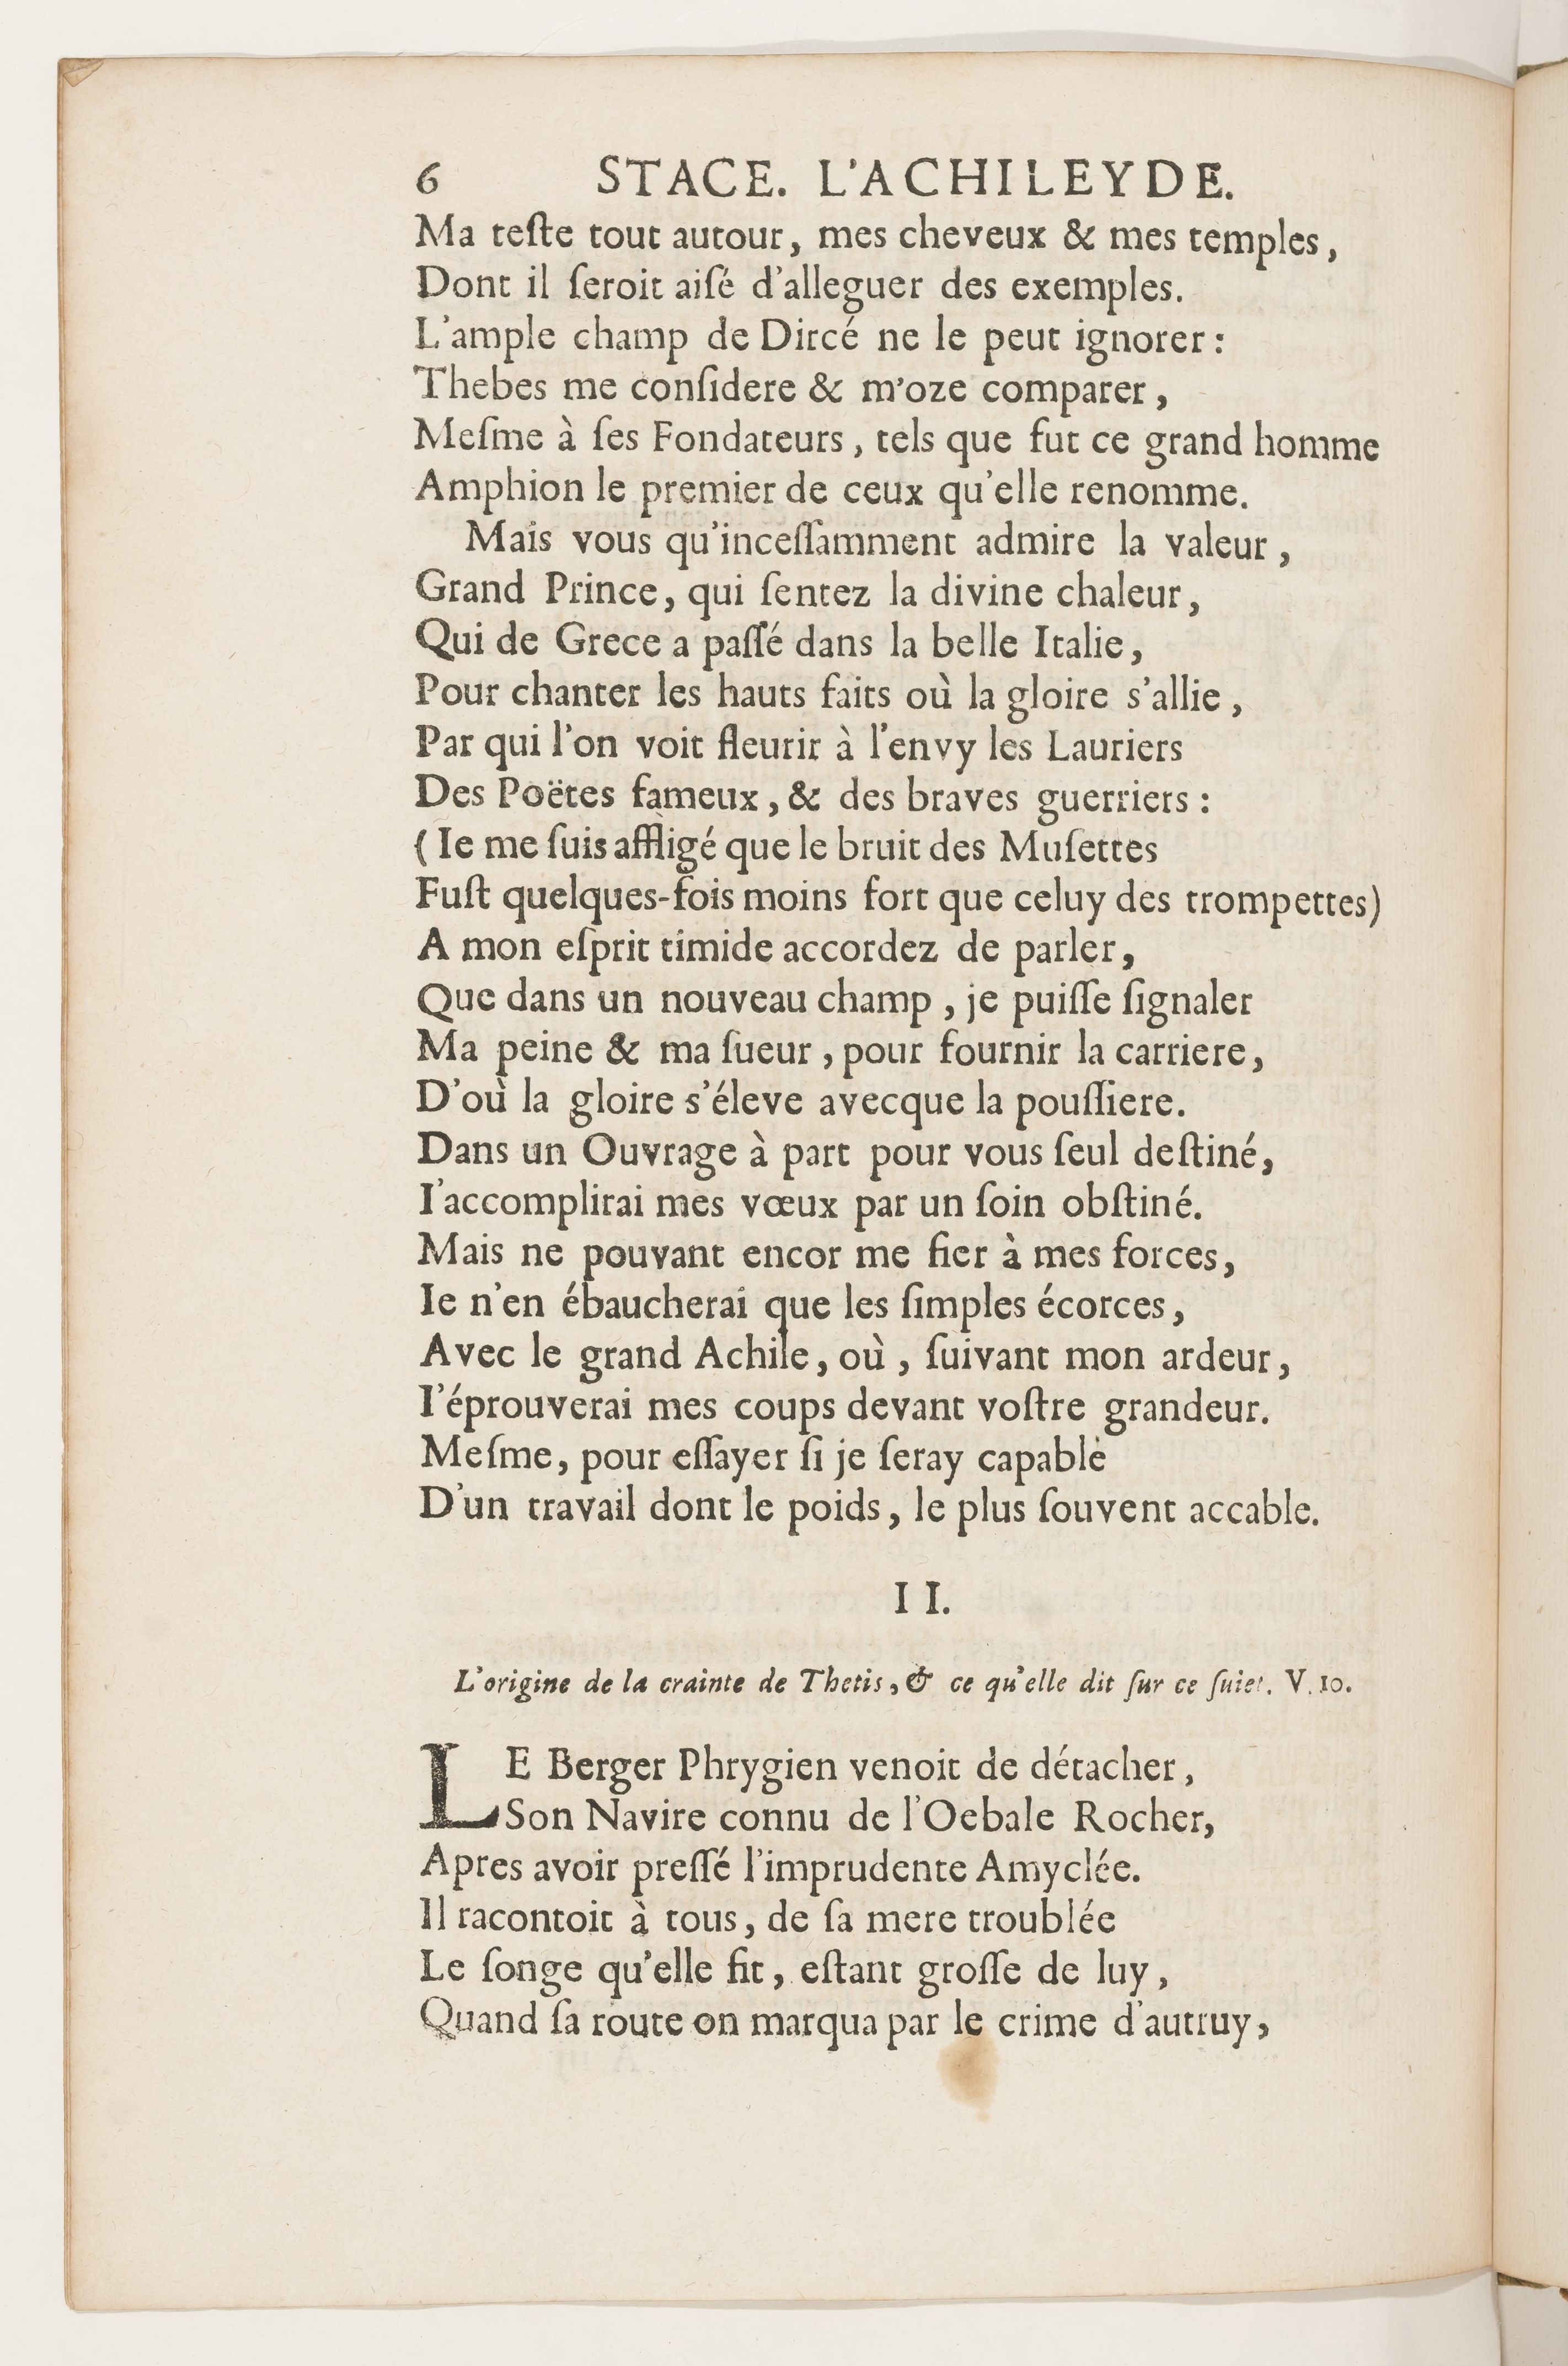 6 STACE. L'ACHILEYDE.
Ma teſte tout autour, mes cheveux & mes temples,
Dont il ſeroit aiſé d'alleguer des exemples.
L'ample champ de Dircé ne le peut ignorer:
Thebes me conſidere & m'oze comparer,
Meſme à ſes Fondateurs, tels que fut ce grand homme
Amphion le premier de ceux qu'elle renomme.
Mais vous qu'inceſſamment admire la valeur,
Grand Prince, qui ſentez la divine chaleur,
Qui de Grece a paſſé dans la belle Italie,
Pour chanter les hauts faits où la gloire s'allie,
Par qui l'on voit fleurir à l'envy les Lauriers
Des Poëtes fameux, & des braves guerriers:
(Ie me ſuis affligé que le bruit des Muſettes
Fuſt quelques-fois moins fort que celuy des trompettes)
A mon eſprit timide accordez de parler,
Que dans un nouveau champ, je puiſſe ſignaler
Ma peine & ma ſueur, pour fournir la carriere,
D'où la gloire s'éleve avecque la pouſſiere.
Dans un Ouvrage à part pour vous ſeul deſtiné,
I'accomplirai mes vœux par un ſoin obſtiné.
Mais ne pouvant encor me fier à mes forces,
Ie n'en ébaucherai que les ſimples écorces,
Avec le grand Achile, où, ſuivant mon ardeur,
I'éprouverai mes coups devant voſtre grandeur.
Meſme, pour eſſayer ſi je ſeray capable
D'un travail dont le poids, le plus ſouvent accable.
II.
L'origine de la crainte de Thetis, & ce qu'elle dit ſur ce ſuiet. V. 10.
LE Berger Phrygien venoit de détacher,
Son Navire connu de l'Oebale Rocher,
Apres avoir preſſé l'imprudente Amyclée.
Il racontoit à tous, de ſa mere troublée
Le ſonge qu'elle fit, eſtant groſſe de luy,
Quand ſa route on marqua par le crime d'autruy,